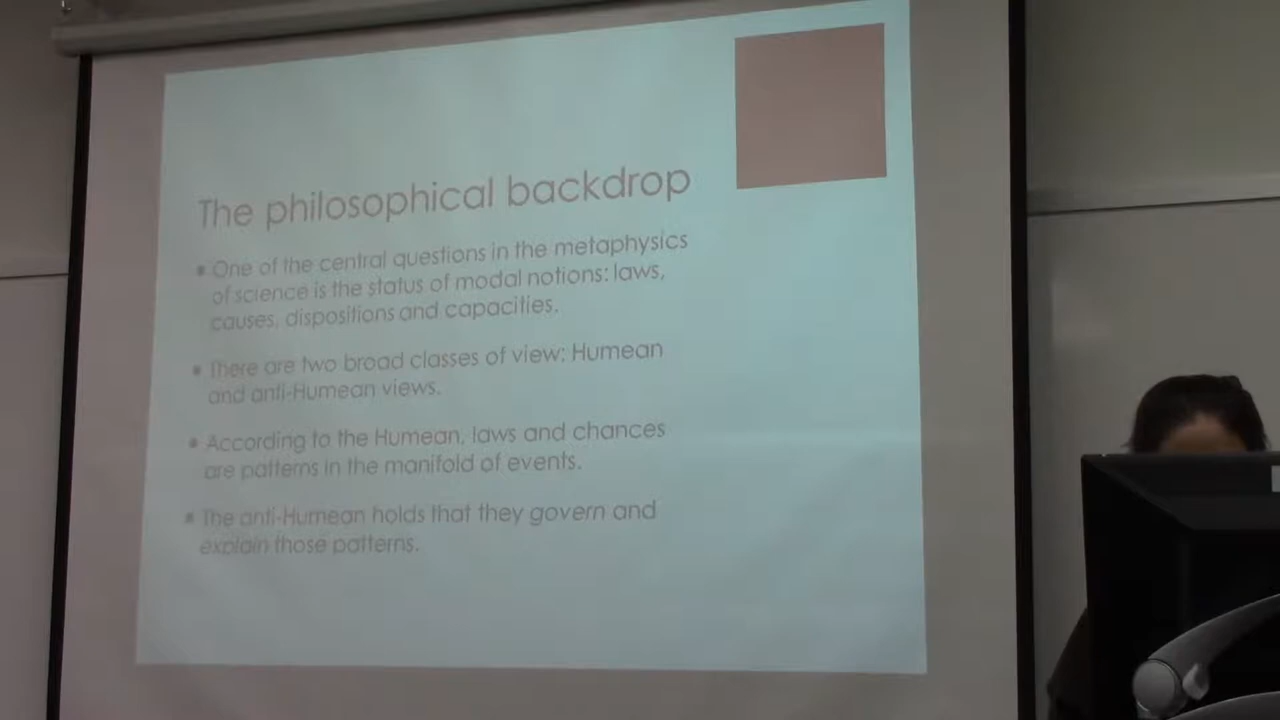 The philosophical backdrop
One of the central questions in the metaphysics
of science is the status of modal notions: laws,
causes, dispositions and capacities.
There are two broad classes of view: Humean
and anti-Humean views.
According to the Humean, laws and chances
are patterns in the manifold of events.
The anti-Humean holds that they govern and
explain those patterns.